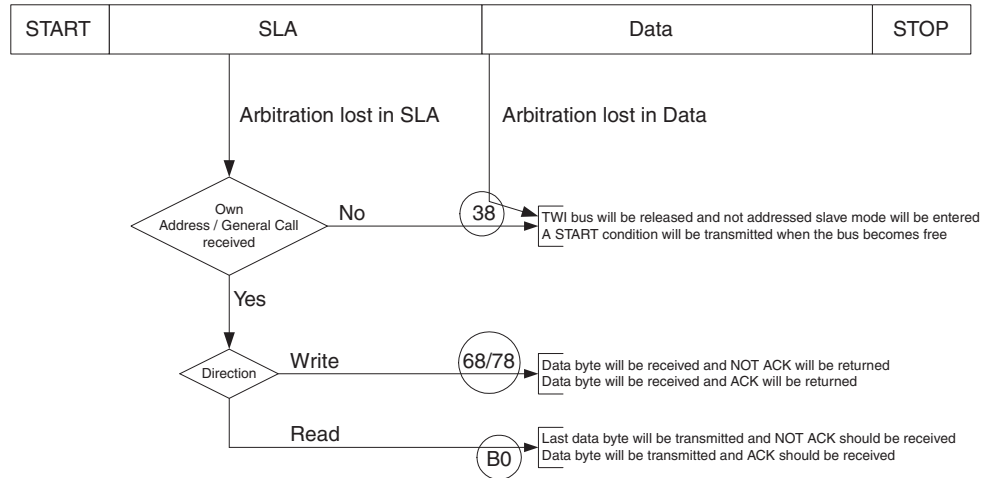 START SLA Data STOP
Arbitration lost in SLA Arbitration lost in Data
Own
Address / General Call
received
No 38
TWI bus will be released and not addressed slave mode will be entered
A START condition will be transmitted when the bus becomes free
Yes
Direction
Write 68/78
Data byte will be received and NOT ACK will be returned
Data byte will be received and ACK will be returned
Read B0
Last data byte will be transmitted and NOT ACK should be received
Data byte will be transmitted and ACK should be received